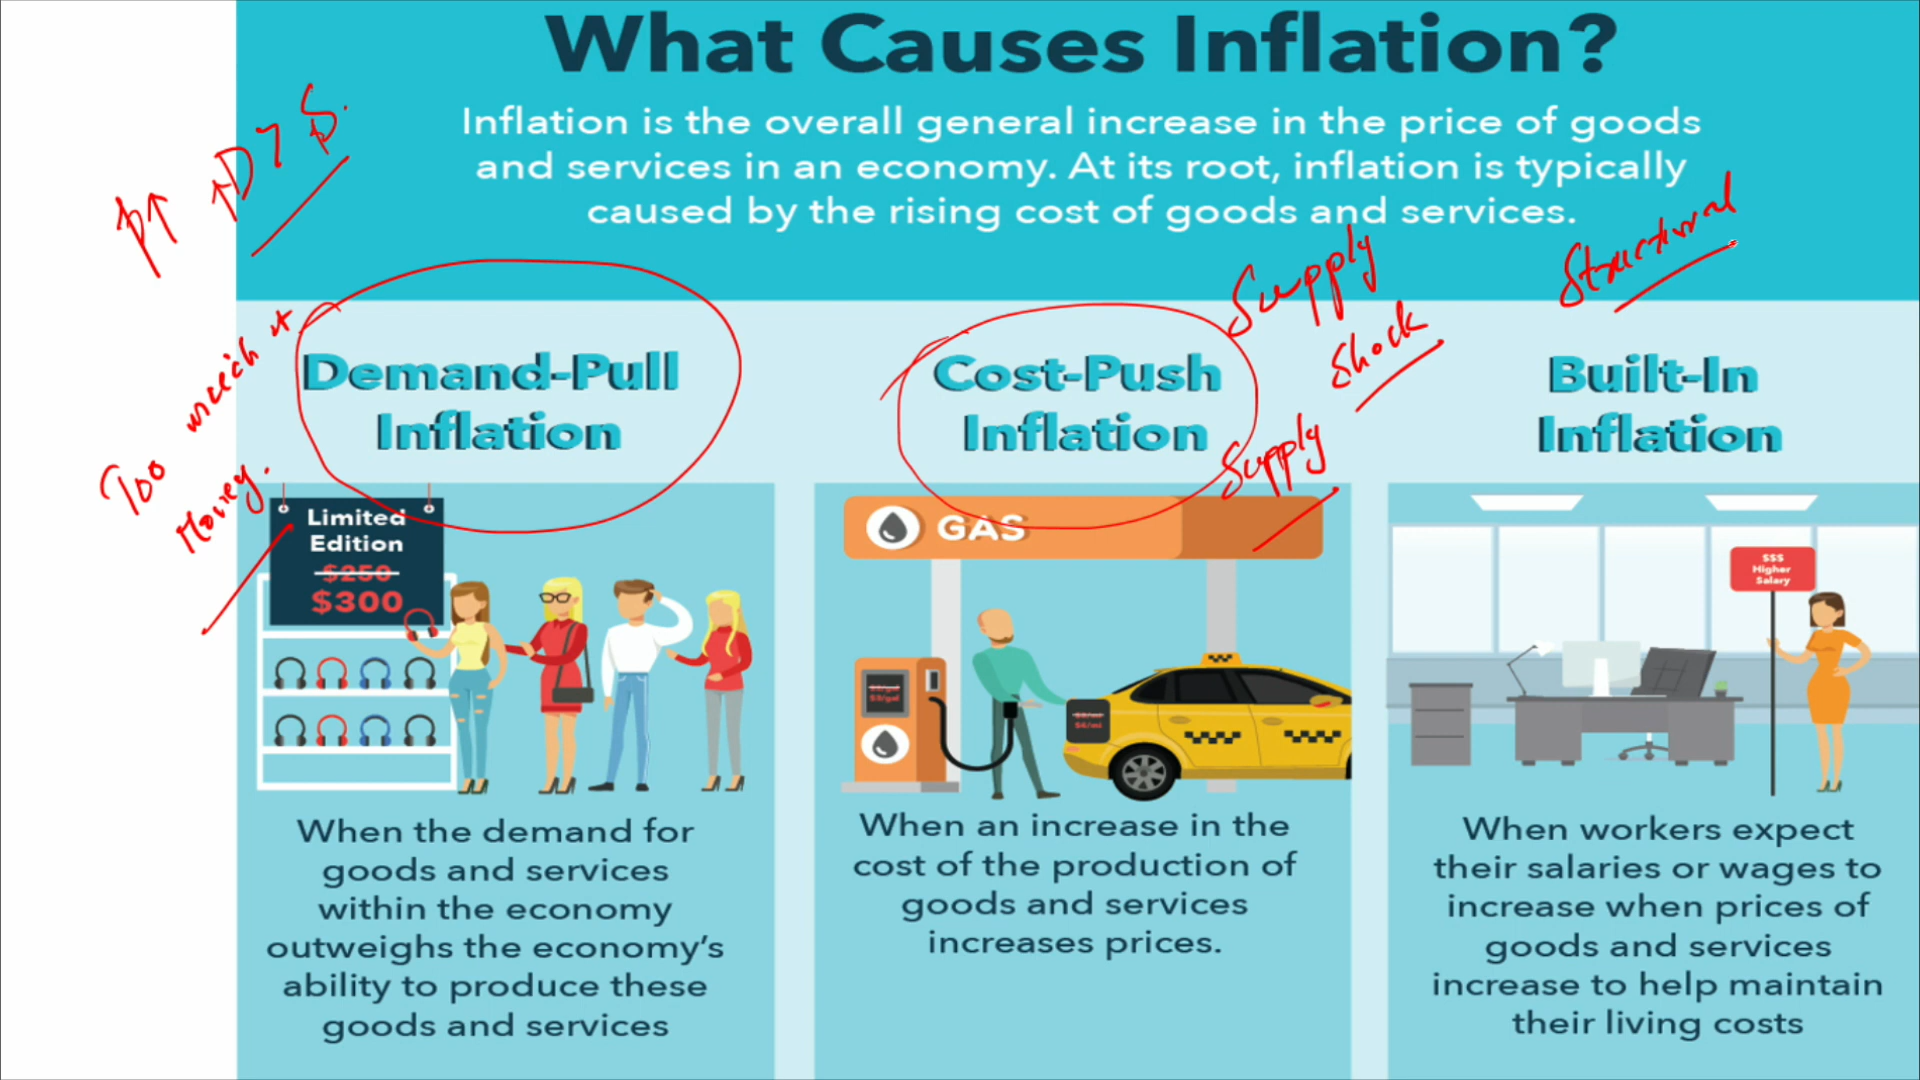 What Causes Inflation?
Inflation is the overall general increase in the price of goods
and services in an economy. At its root, inflation is typically
caused by the rising cost of goods and services.
P↑ ↑D > S
Too much
Money.
Supply
Shock
Supply
Structural
Demand-Pull
Inflation
Limited
Edition
$250
$300
When the demand for
goods and services
within the economy
outweighs the economy’s
ability to produce these
goods and services
Cost-Push
Inflation
GAS
When an increase in the
cost of the production of
goods and services
increases prices.
Built-In
Inflation
$$$
Higher
Salary
When workers expect
their salaries or wages to
increase when prices of
goods and services
increase to help maintain
their living costs